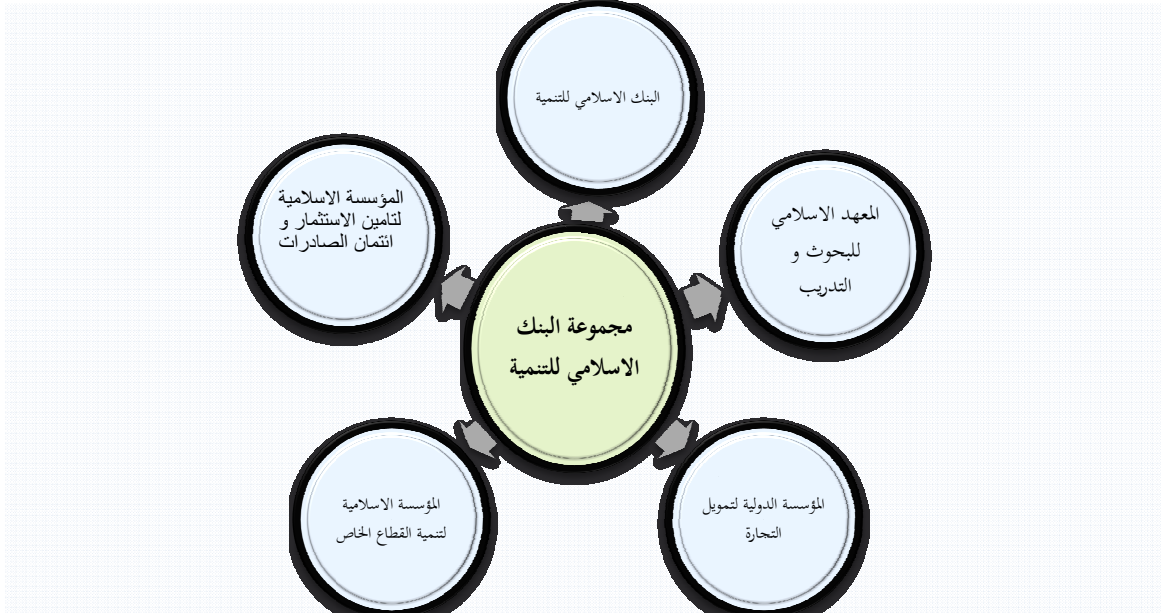 البنك الاسلامي للتنمية
المعهد الاسلامي
للبحوث و
التدريب
المؤسسة الاسلامية
لتامين الاستثمار و
ائتمان الصادرات
مجموعة البنك
الاسلامي للتنمية
المؤسسة الدولية لتمويل
التجارة
المؤسسة الاسلامية
لتنمية القطاع الخاص